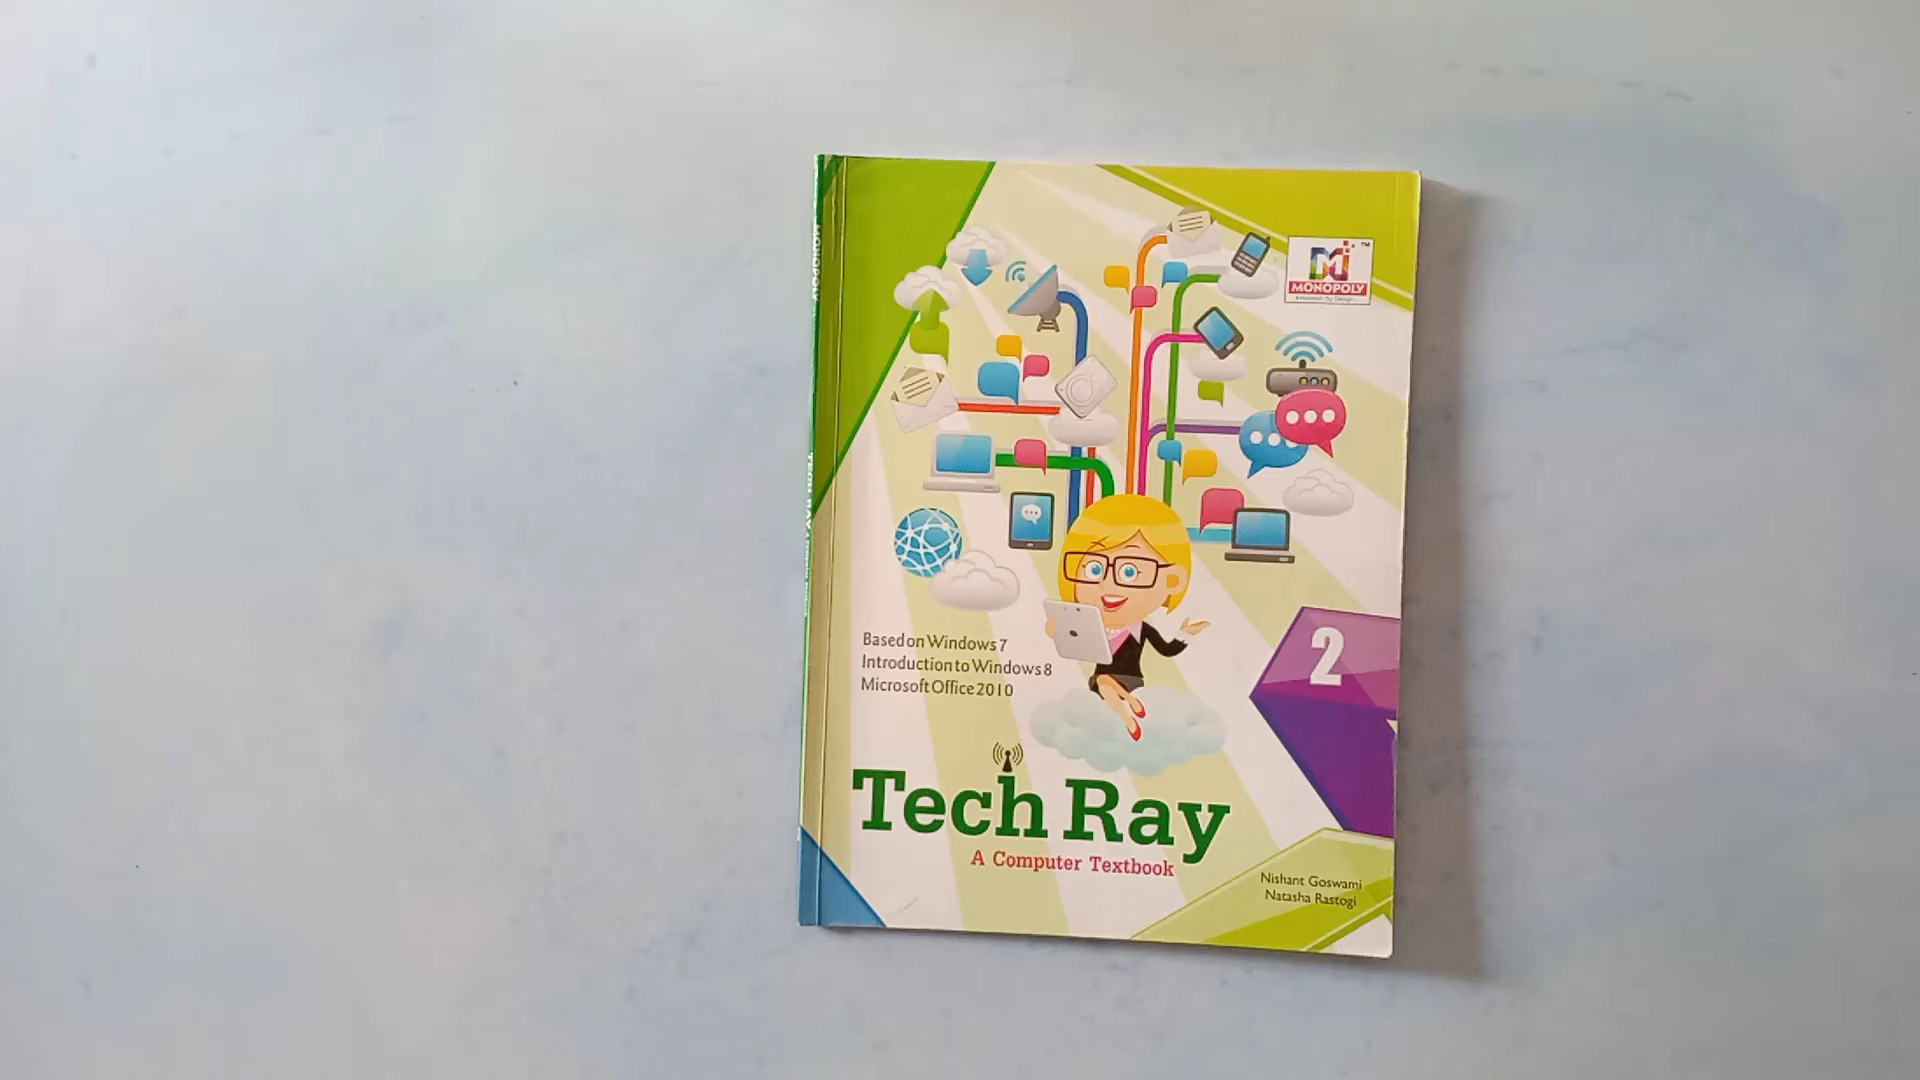 MONOPOLY
2
Based on Windows 7
Introduction to Windows 8
Microsoft Office 2010
Tech Ray
A Computer Textbook
Nishant Goswami
Natasha Rastogi
MONOPOLY